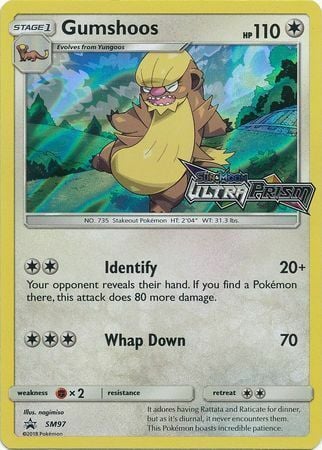 STAGE 1
Gumshoos
HP 110
Evolves from Yungoos
Sun & Moon
ULTRA PRISM
NO. 735 Stakeout Pokémon HT: 2'04" WT: 31.3 lbs.
Identify 20+
Your opponent reveals their hand. If you find a Pokémon
there, this attack does 80 more damage.
Whap Down 70
weakness × 2 resistance retreat
Illus. nagimiso
SM97
©2018 Pokémon
It adores having Rattata and Raticate for dinner,
but as it's diurnal, it never encounters them.
This Pokémon boasts incredible patience.